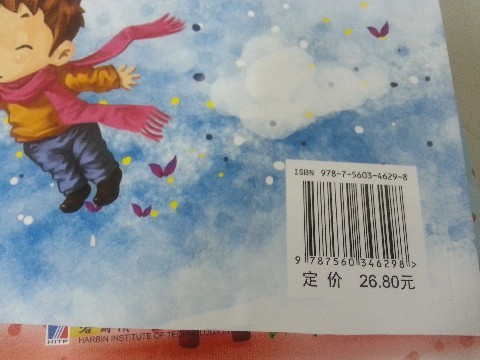 ISBN 978-7-5603-4629-8
9 787560 346298 >
定 价 26.80元
HITP
HARBIN INSTITUTE OF TECHNOLOGY